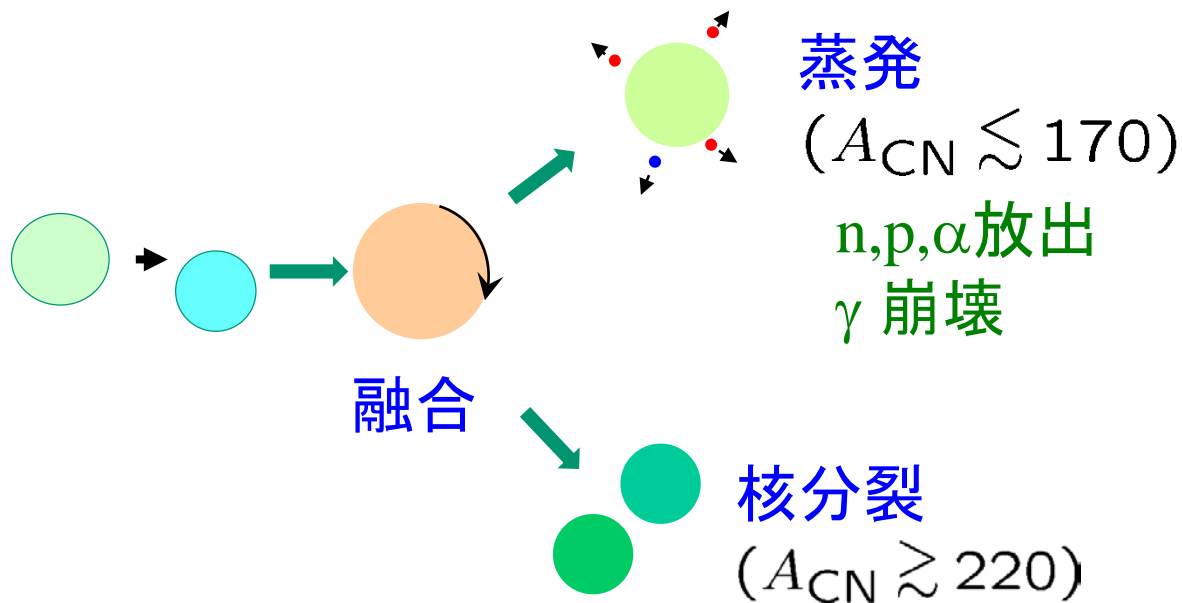 蒸発
(A_CN ≲ 170)
n,p,α放出
γ 崩壊
融合
核分裂
(A_CN ≳ 220)